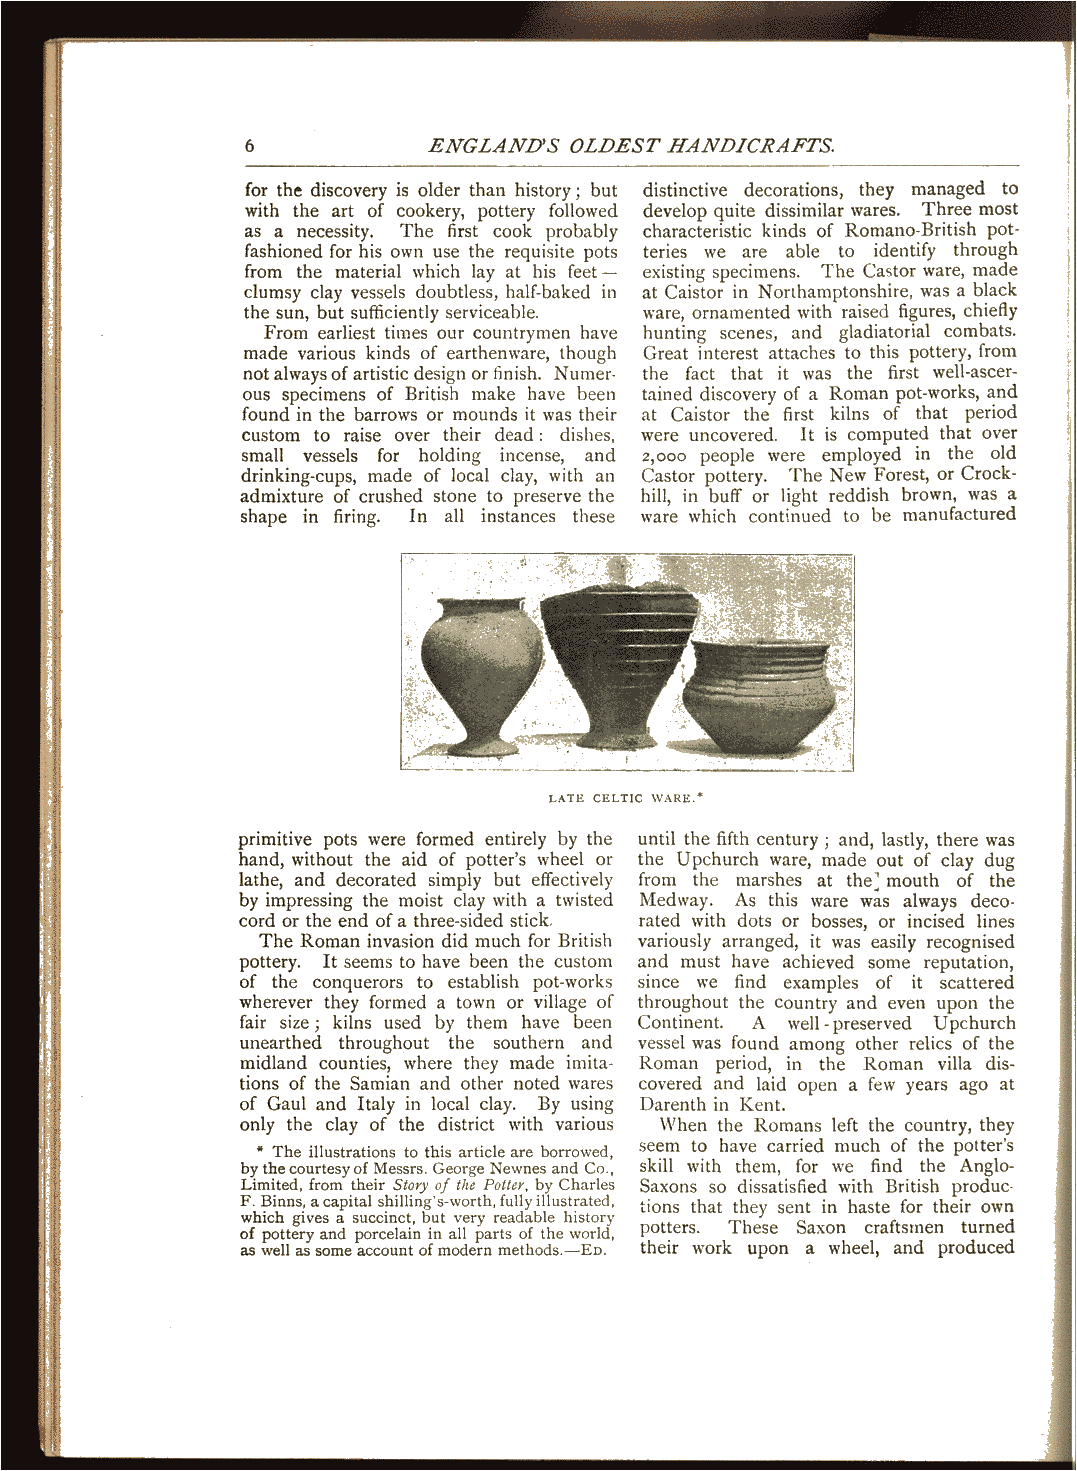 6 ENGLAND'S OLDEST HANDICRAFTS.
for the discovery is older than history; but
with the art of cookery, pottery followed
as a necessity. The first cook probably
fashioned for his own use the requisite pots
from the material which lay at his feet—
clumsy clay vessels doubtless, half-baked in
the sun, but sufficiently serviceable.
From earliest times our countrymen have
made various kinds of earthenware, though
not always of artistic design or finish. Numer-
ous specimens of British make have been
found in the barrows or mounds it was their
custom to raise over their dead: dishes,
small vessels for holding incense, and
drinking-cups, made of local clay, with an
admixture of crushed stone to preserve the
shape in firing. In all instances these
distinctive decorations, they managed to
develop quite dissimilar wares. Three most
characteristic kinds of Romano-British pot-
teries we are able to identify through
existing specimens. The Castor ware, made
at Caistor in Northamptonshire, was a black
ware, ornamented with raised figures, chiefly
hunting scenes, and gladiatorial combats.
Great interest attaches to this pottery, from
the fact that it was the first well-ascer-
tained discovery of a Roman pot-works, and
at Caistor the first kilns of that period
were uncovered. It is computed that over
2,000 people were employed in the old
Castor pottery. The New Forest, or Crock-
hill, in buff or light reddish brown, was a
ware which continued to be manufactured
LATE CELTIC WARE.*
primitive pots were formed entirely by the
hand, without the aid of potter's wheel or
lathe, and decorated simply but effectively
by impressing the moist clay with a twisted
cord or the end of a three-sided stick.
The Roman invasion did much for British
pottery. It seems to have been the custom
of the conquerors to establish pot-works
wherever they formed a town or village of
fair size; kilns used by them have been
unearthed throughout the southern and
midland counties, where they made imita-
tions of the Samian and other noted wares
of Gaul and Italy in local clay. By using
only the clay of the district with various
* The illustrations to this article are borrowed,
by the courtesy of Messrs. George Newnes and Co.,
Limited, from their Story of the Potter, by Charles
F. Binns, a capital shilling's-worth, fully illustrated,
which gives a succinct, but very readable history
of pottery and porcelain in all parts of the world,
as well as some account of modern methods.—ED.
until the fifth century; and, lastly, there was
the Upchurch ware, made out of clay dug
from the marshes at the mouth of the
Medway. As this ware was always deco-
rated with dots or bosses, or incised lines
variously arranged, it was easily recognised
and must have achieved some reputation,
since we find examples of it scattered
throughout the country and even upon the
Continent. A well-preserved Upchurch
vessel was found among other relics of the
Roman period, in the Roman villa dis-
covered and laid open a few years ago at
Darenth in Kent.
When the Romans left the country, they
seem to have carried much of the potter's
skill with them, for we find the Anglo-
Saxons so dissatisfied with British produc-
tions that they sent in haste for their own
potters. These Saxon craftsmen turned
their work upon a wheel, and produced